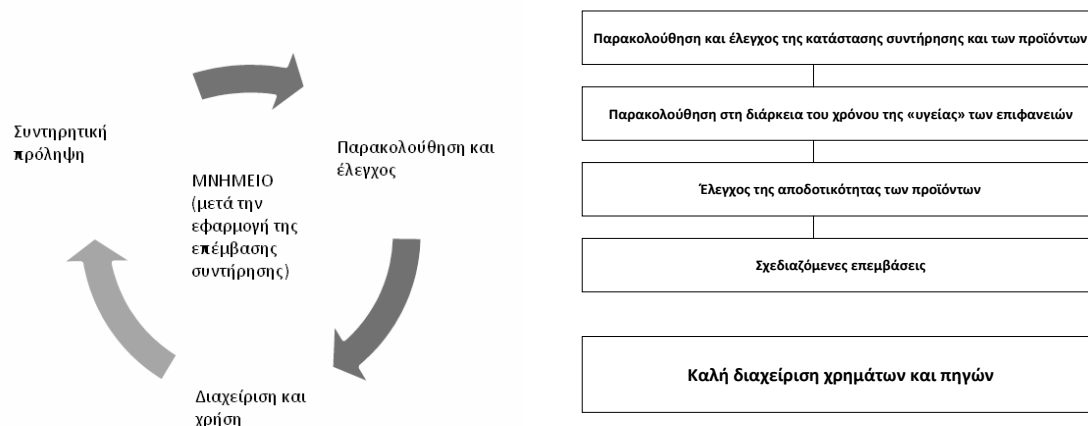 Συντηρητική
πρόληψη
Παρακολούθηση και
έλεγχος
ΜΝΗΜΕΙΟ
(μετά την
εφαρμογή της
επέμβασης
συντήρησης)
Διαχείριση και
χρήση
Παρακολούθηση και έλεγχος της κατάστασης συντήρησης και των προϊόντων
Παρακολούθηση στη διάρκεια του χρόνου της «υγείας» των επιφανειών
Έλεγχος της αποδοτικότητας των προϊόντων
Σχεδιαζόμενες επεμβάσεις
Καλή διαχείριση χρημάτων και πηγών